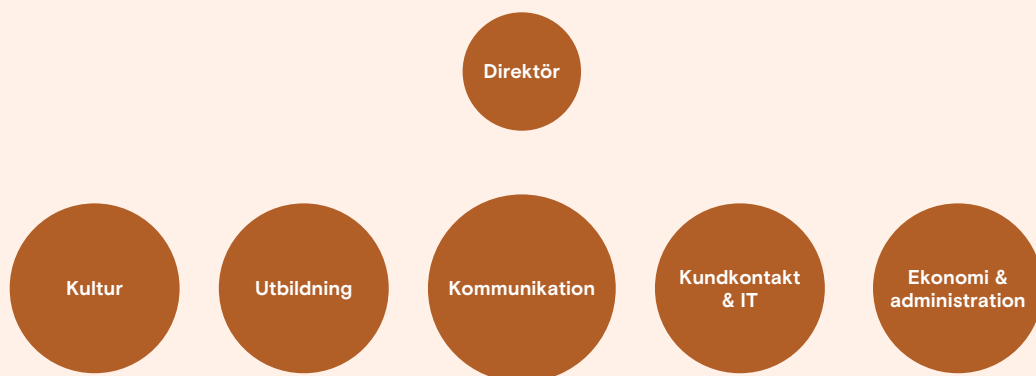 Direktör
Kultur
Utbildning
Kommunikation
Kundkontakt
& IT
Ekonomi &
administration